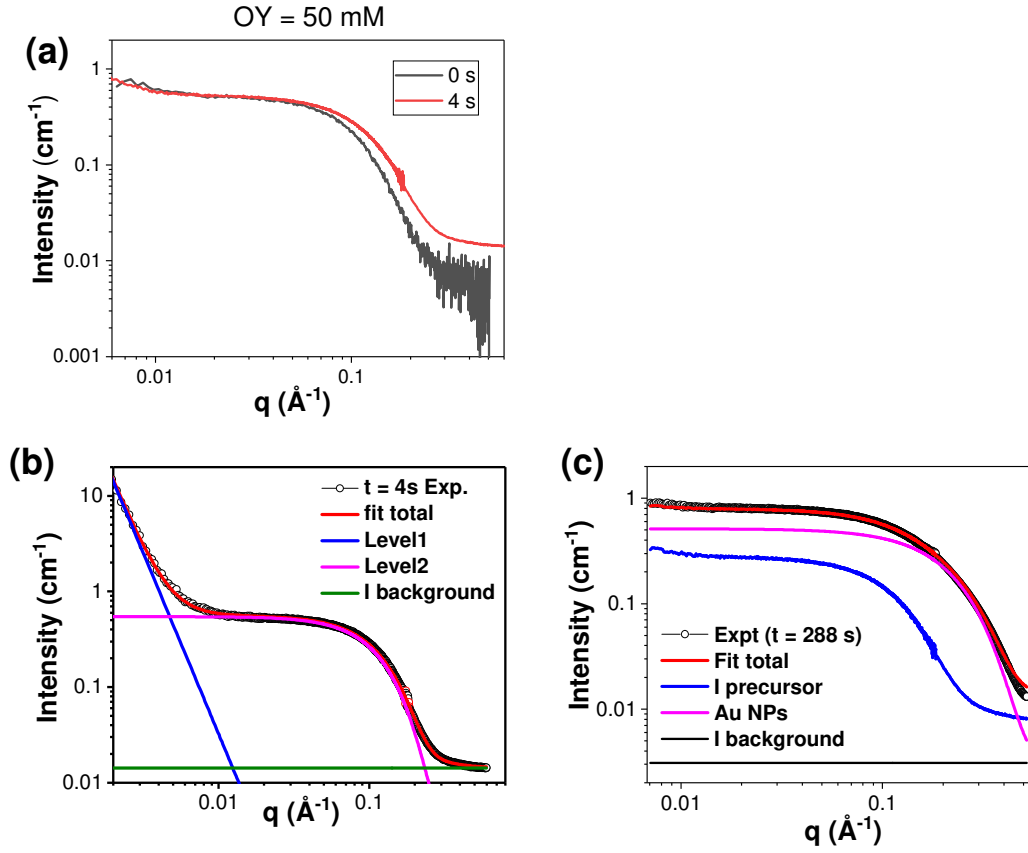 OY = 50 mM
(a)
Intensity (cm⁻¹)
1
0.1
0.01
0.001
0 s
4 s
0.01
0.1
q (Å⁻¹)
(b)
Intensity (cm⁻¹)
10
1
0.1
0.01
t = 4s Exp.
fit total
Level1
Level2
I background
0.01
0.1
q (Å⁻¹)
(c)
Intensity (cm⁻¹)
1
0.1
0.01
Expt (t = 288 s)
Fit total
I precursor
Au NPs
I background
0.01
0.1
q (Å⁻¹)